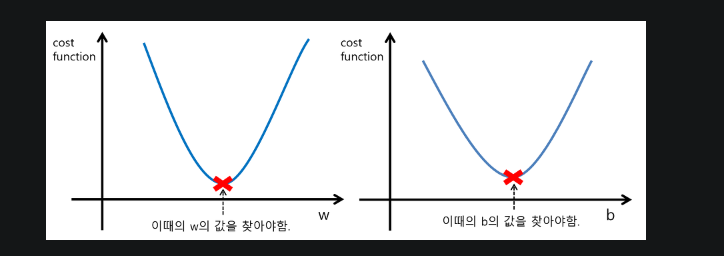 cost
function
w
이때의 w의 값을 찾아야함.
cost
function
b
이때의 b의 값을 찾아야함.